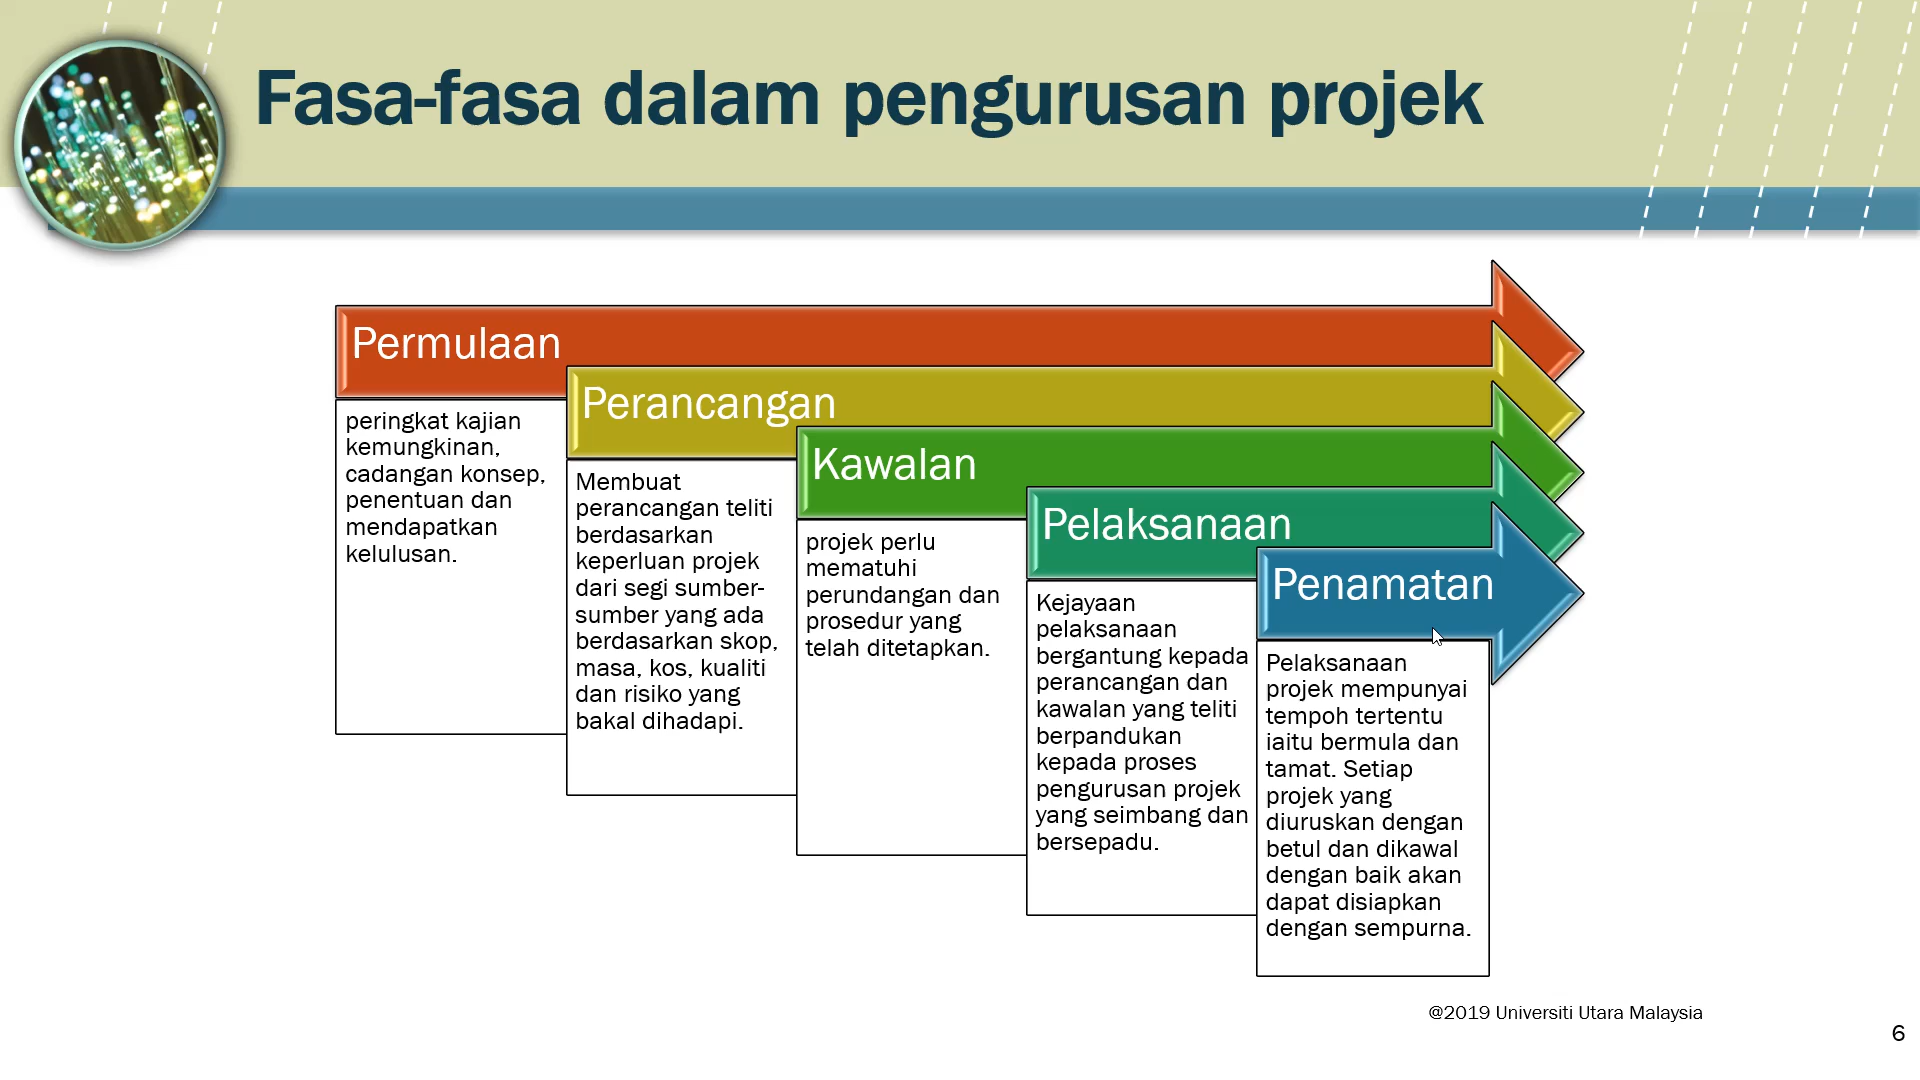 Fasa-fasa dalam pengurusan projek
Permulaan
peringkat kajian
kemungkinan,
cadangan konsep,
penentuan dan
mendapatkan
kelulusan.
Perancangan
Membuat
perancangan teliti
berdasarkan
keperluan projek
dari segi sumber-
sumber yang ada
berdasarkan skop,
masa, kos, kualiti
dan risiko yang
bakal dihadapi.
Kawalan
projek perlu
mematuhi
perundangan dan
prosedur yang
telah ditetapkan.
Pelaksanaan
Kejayaan
pelaksanaan
bergantung kepada
perancangan dan
kawalan yang teliti
berpandukan
kepada proses
pengurusan projek
yang seimbang dan
bersepadu.
Penamatan
Pelaksanaan
projek mempunyai
tempoh tertentu
iaitu bermula dan
tamat. Setiap
projek yang
diuruskan dengan
betul dan dikawal
dengan baik akan
dapat disiapkan
dengan sempurna.
@2019 Universiti Utara Malaysia
6